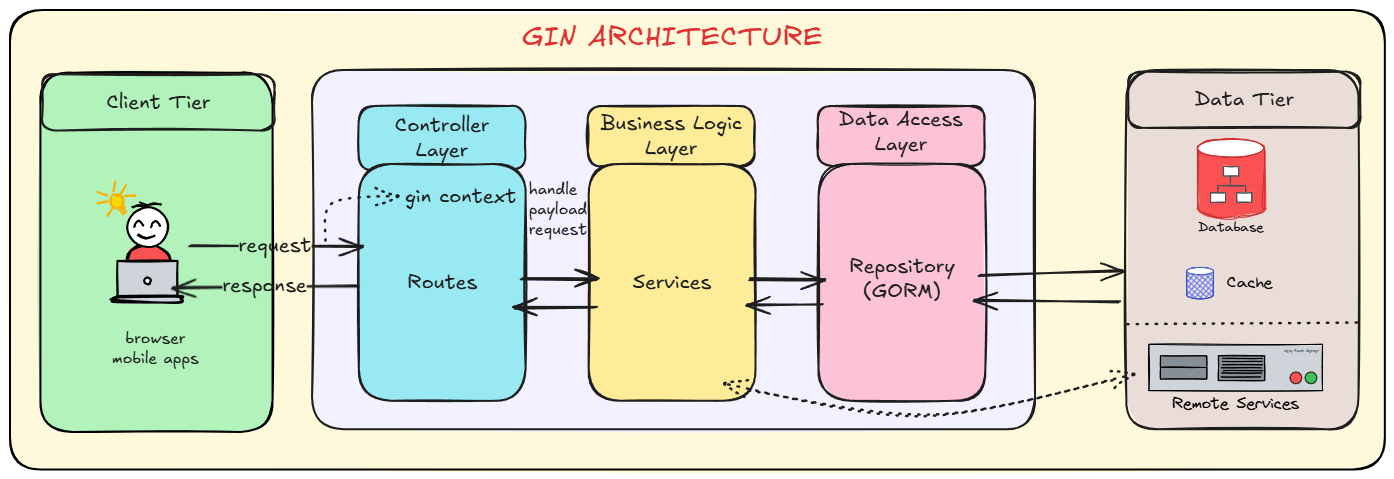 GIN ARCHITECTURE
Client Tier
request
response
browser
mobile apps
Controller
Layer
gin context
Routes
handle
payload
request
Business Logic
Layer
Services
Data Access
Layer
Repository
(GORM)
Data Tier
Database
Cache
Remote Services